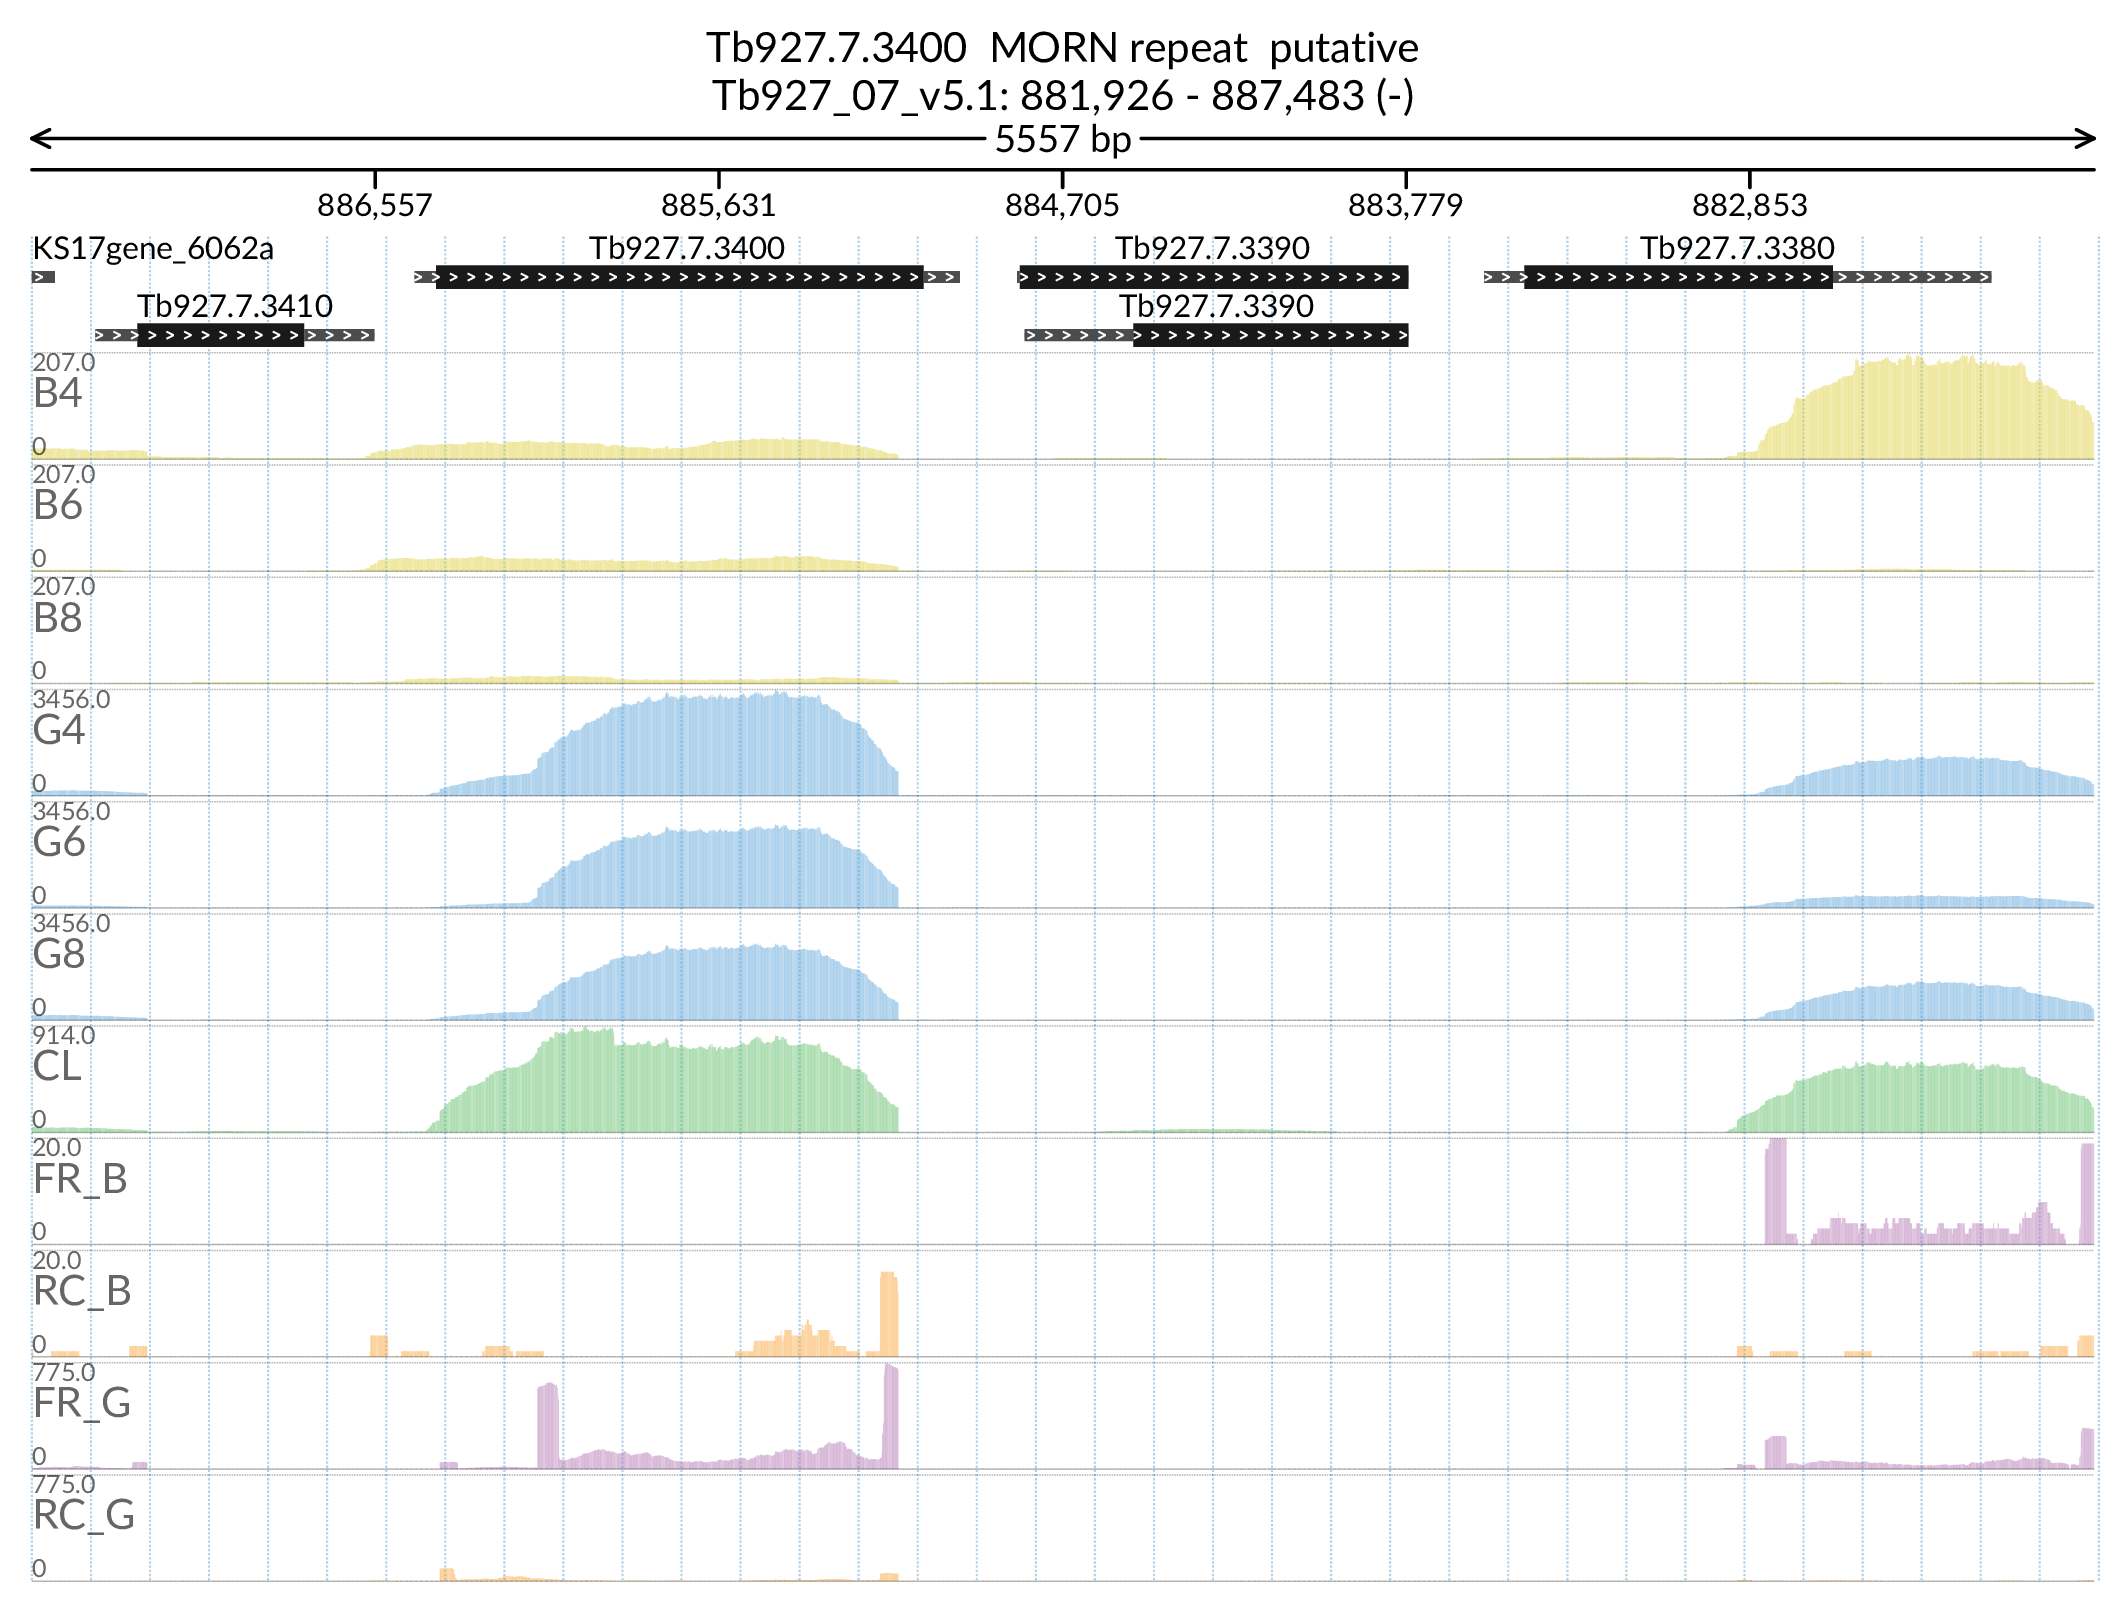 Tb927.7.3400  MORN repeat  putative
Tb927_07_v5.1: 881,926 - 887,483 (-)
5557 bp
886,557 885,631 884,705 883,779 882,853
KS17gene_6062a Tb927.7.3400 Tb927.7.3390 Tb927.7.3380
Tb927.7.3410 Tb927.7.3390
207.0
B4
0
207.0
B6
0
207.0
B8
0
3456.0
G4
0
3456.0
G6
0
3456.0
G8
0
914.0
CL
0
20.0
FR_B
0
20.0
RC_B
0
775.0
FR_G
0
775.0
RC_G
0